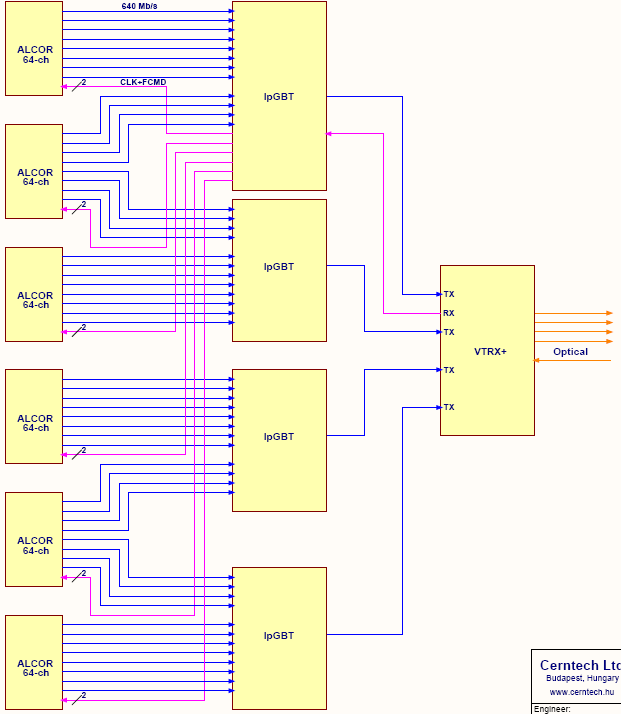 640 Mb/s
ALCOR
64-ch
2
CLK+FCMD
lpGBT
ALCOR
64-ch
2
lpGBT
ALCOR
64-ch
2
TX
RX
TX
VTRX+
Optical
TX
TX
ALCOR
64-ch
2
lpGBT
ALCOR
64-ch
2
lpGBT
ALCOR
64-ch
2
Cerntech Ltd
Budapest, Hungary
www.cerntech.hu
Engineer: